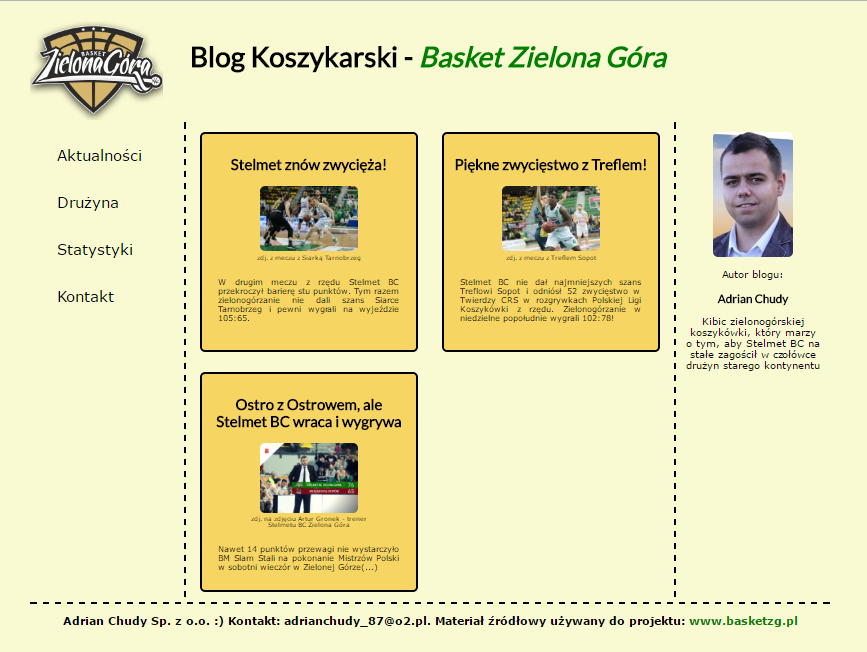 BASKET
Zielona Góra
Blog Koszykarski - Basket Zielona Góra
Aktualności
Drużyna
Statystyki
Kontakt
Stelmet znów zwycięża!
zdj. z meczu z Siarką Tarnobrzeg
W drugim meczu z rzędu Stelmet BC
przekroczył barierę stu punktów. Tym razem
zielonogórzanie nie dali szans Siarce
Tarnobrzeg i pewni wygrali na wyjeździe
105:65.
Piękne zwycięstwo z Treflem!
zdj. z meczu z Treflem Sopot
Stelmet BC nie dał najmniejszych szans
Treflowi Sopot i odniósł 52 zwycięstwo w
Twierdzy CRS w rozgrywkach Polskiej Ligi
Koszykówki z rzędu. Zielonogórzanie w
niedzielne popołudnie wygrali 102:78!
Ostro z Ostrowem, ale
Stelmet BC wraca i wygrywa
zdj. na zdjęciu Artur Gronek - trener
Stelmetu BC Zielona Góra
Nawet 14 punktów przewagi nie wystarczyło
BM Slam Stali na pokonanie Mistrzów Polski
w sobotni wieczór w Zielonej Górze(...)
Autor blogu:
Adrian Chudy
Kibic zielonogórskiej
koszykówki, który marzy
o tym, aby Stelmet BC na
stałe zagościł w czołówce
drużyn starego kontynentu
Adrian Chudy Sp. z o.o. :) Kontakt: adrianchudy_87@o2.pl. Materiał źródłowy używany do projektu: www.basketzg.pl